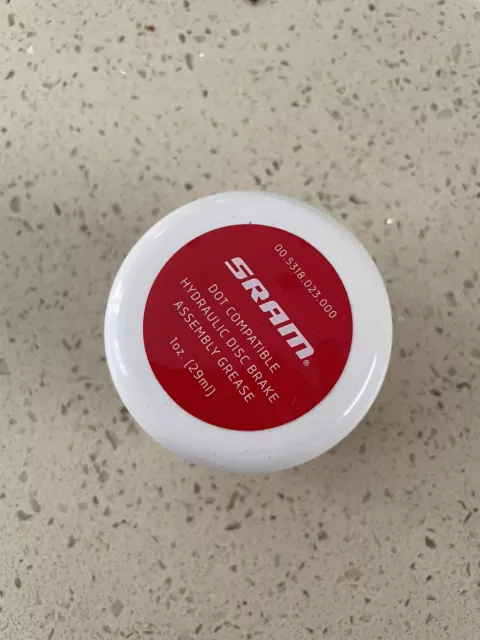 00.5318.023.000
SRAM®
DOT COMPATIBLE
HYDRAULIC DISC BRAKE
ASSEMBLY GREASE
1oz. (29ml)